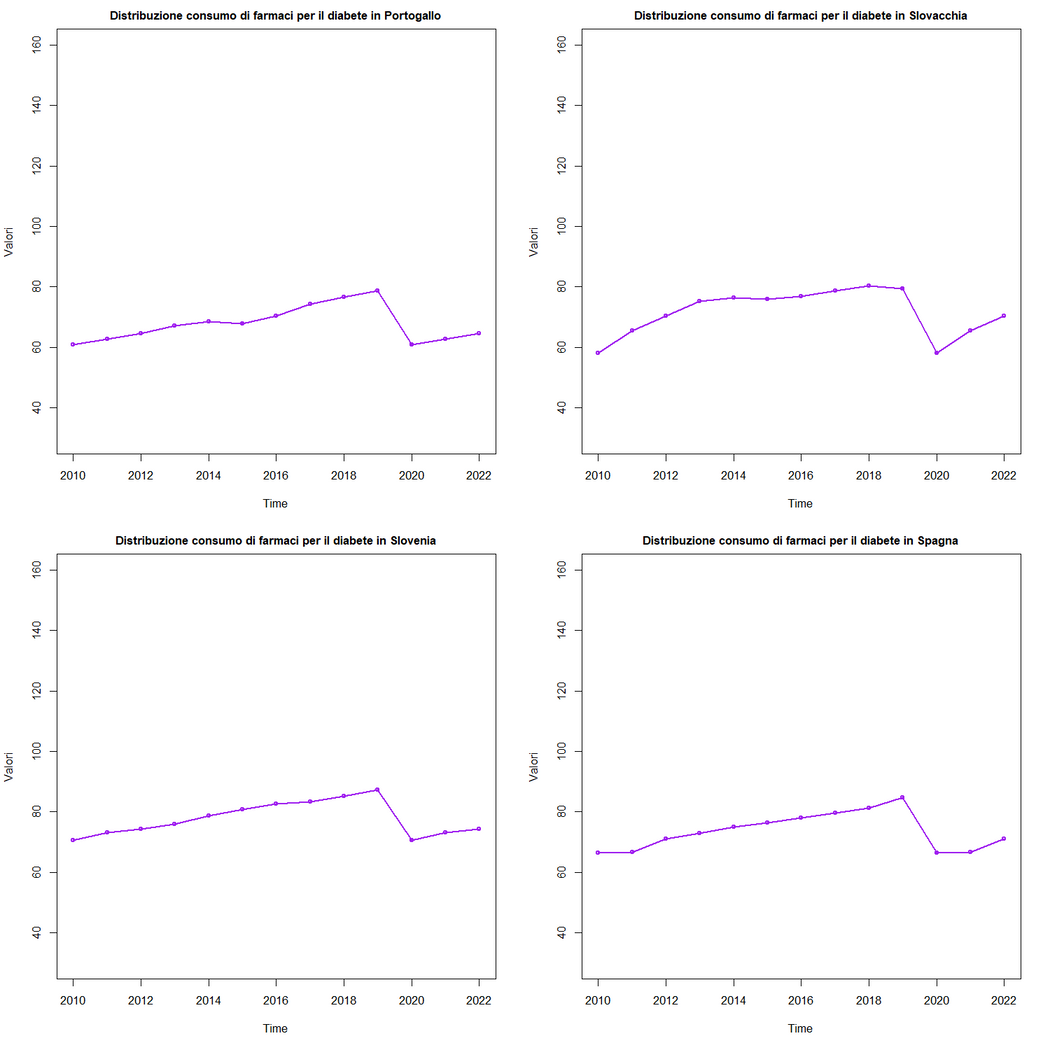 Distribuzione consumo di farmaci per il diabete in Portogallo
Valori
160
140
120
100
80
60
40
2010 2012 2014 2016 2018 2020 2022
Time
Distribuzione consumo di farmaci per il diabete in Slovacchia
Valori
160
140
120
100
80
60
40
2010 2012 2014 2016 2018 2020 2022
Time
Distribuzione consumo di farmaci per il diabete in Slovenia
Valori
160
140
120
100
80
60
40
2010 2012 2014 2016 2018 2020 2022
Time
Distribuzione consumo di farmaci per il diabete in Spagna
Valori
160
140
120
100
80
60
40
2010 2012 2014 2016 2018 2020 2022
Time